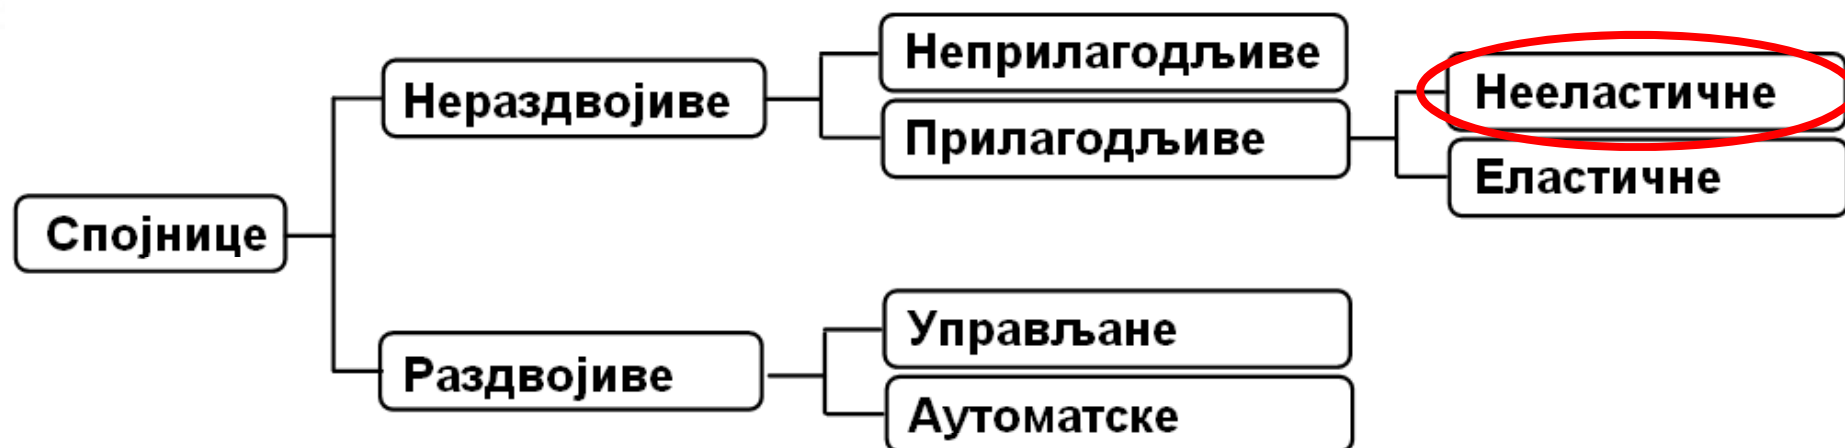 Спојнице
Нераздвојиве
Неприлагодљиве
Прилагодљиве
Нееластичне
Еластичне
Раздвојиве
Управљане
Аутоматске